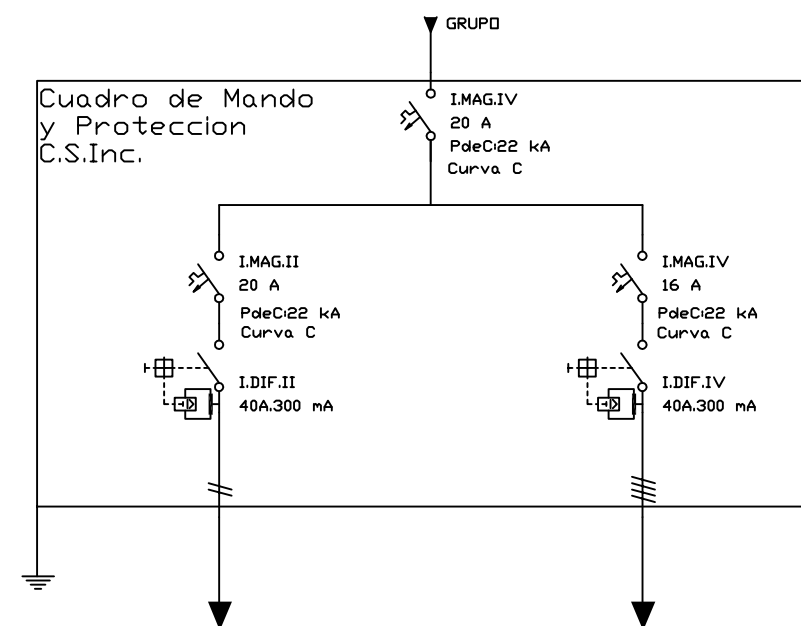 GRUPO
Cuadro de Mando
y Proteccion
C.S.Inc.
I.MAG.IV
20 A
PdeC:22 kA
Curva C
I.MAG.II
20 A
PdeC:22 kA
Curva C
I.DIF.II
40A.300 mA
I.MAG.IV
16 A
PdeC:22 kA
Curva C
I.DIF.IV
40A.300 mA